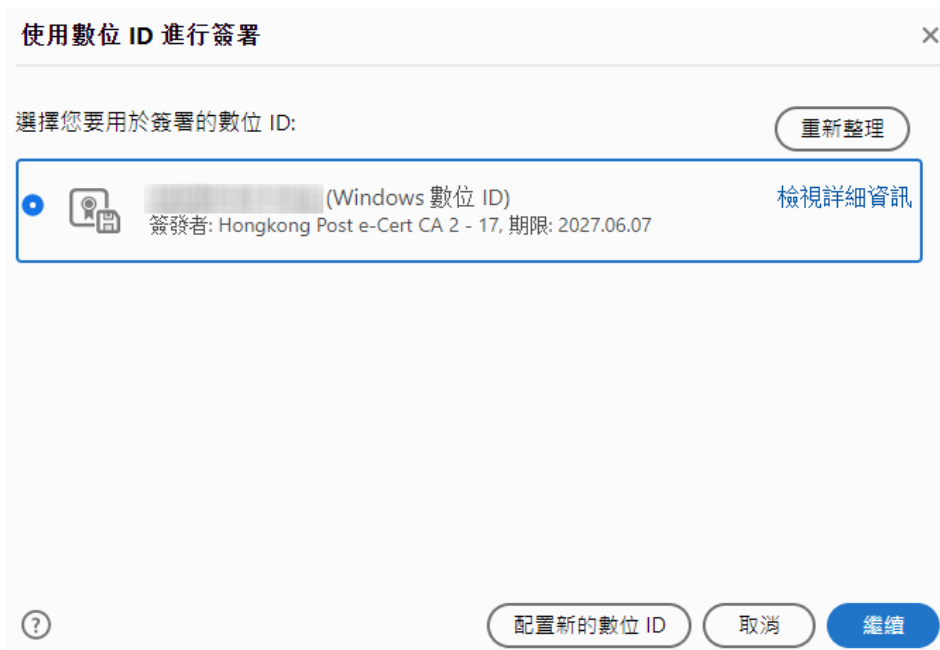 使用數位 ID 進行簽署
選擇您要用於簽署的數位 ID:
重新整理
(Windows 數位 ID)
檢視詳細資訊
簽發者: Hongkong Post e-Cert CA 2 - 17, 期限: 2027.06.07
配置新的數位 ID
取消
繼續